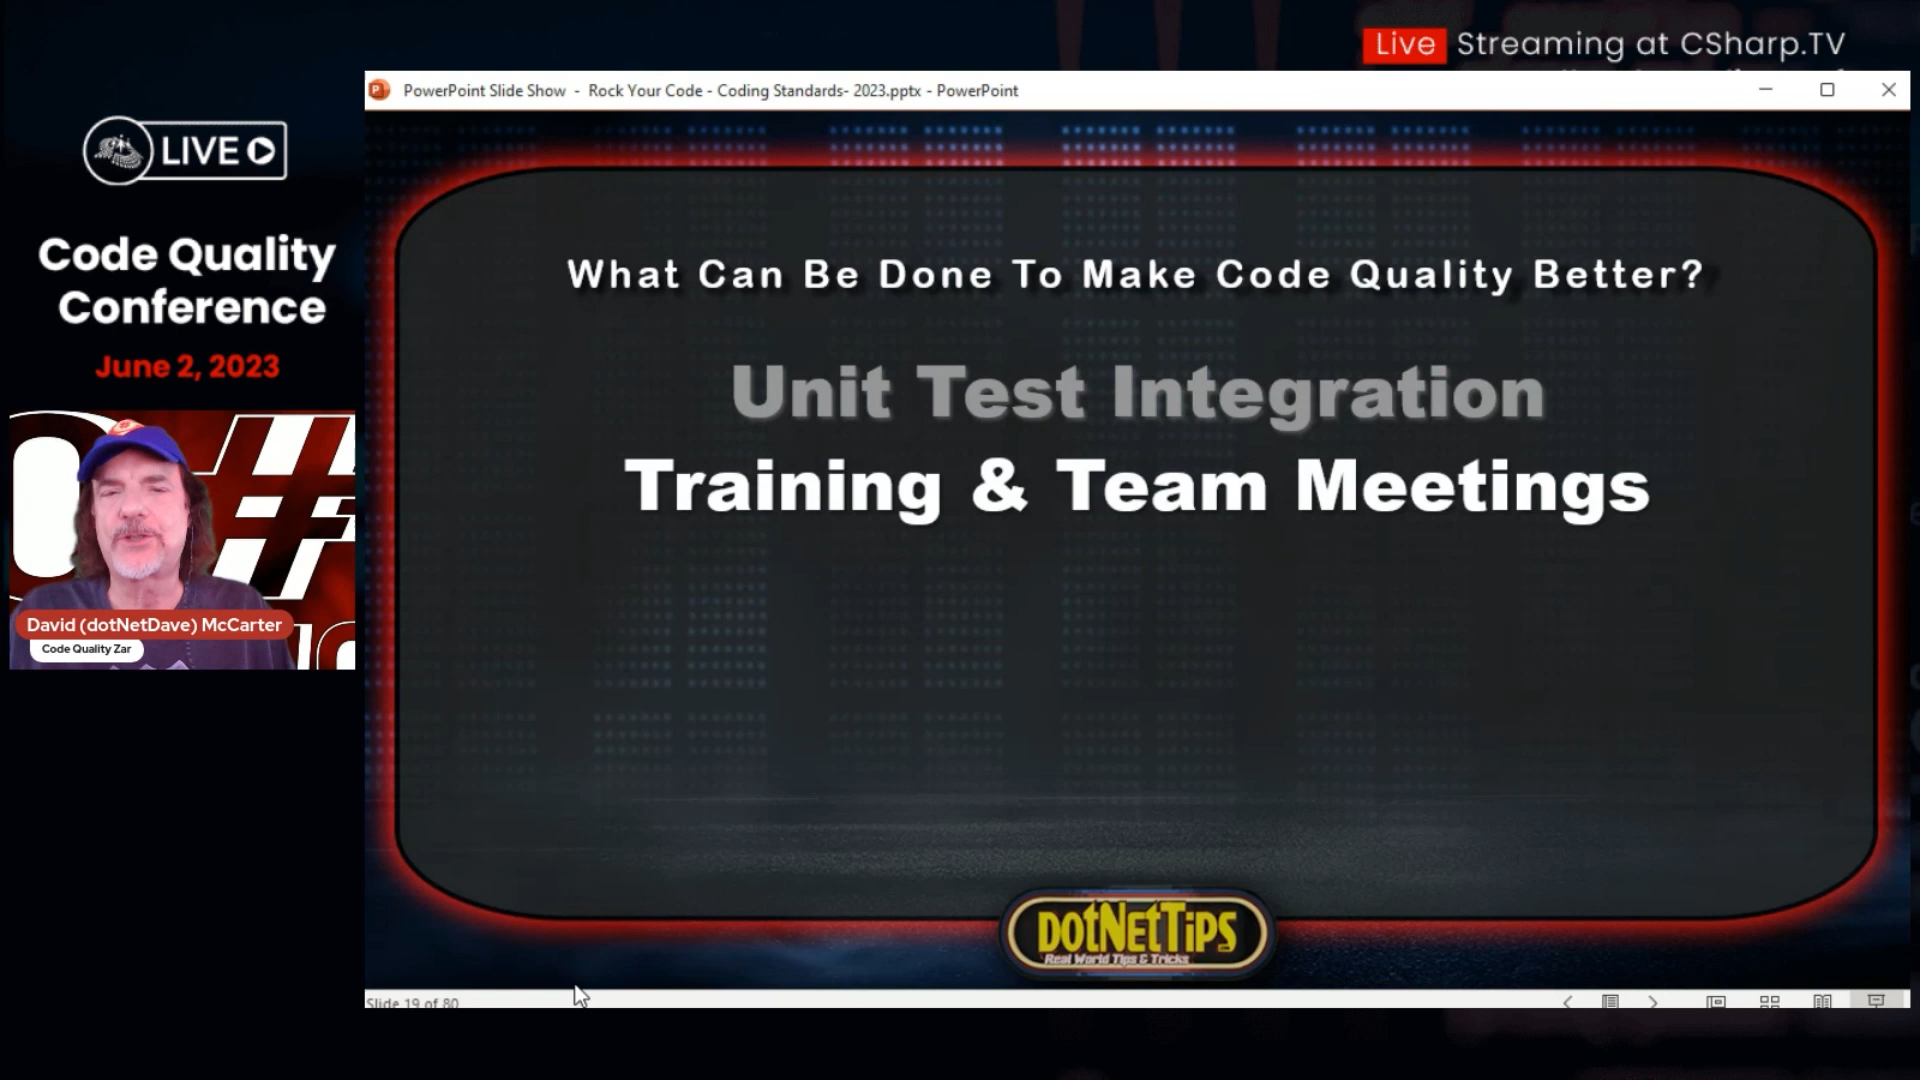 Live Streaming at CSharp.TV
PowerPoint Slide Show - Rock Your Code - Coding Standards- 2023.pptx - PowerPoint
LIVE
Code Quality
Conference
June 2, 2023
What Can Be Done To Make Code Quality Better?
Unit Test Integration
Training & Team Meetings
David (dotNetDave) McCarter
Code Quality Zar
dotNetTips
Real World Tips & Tricks
Slide 19 of 80